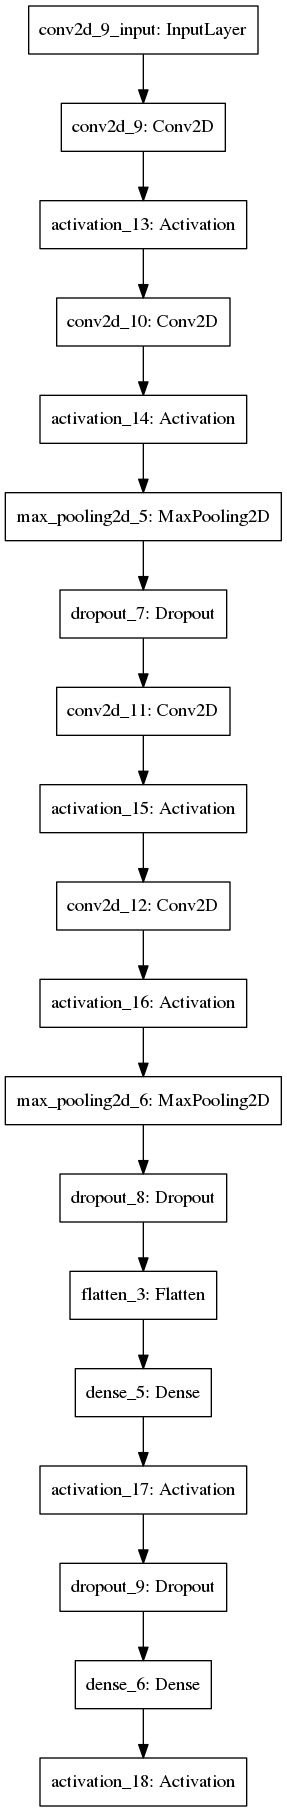 conv2d_9_input: InputLayer
conv2d_9: Conv2D
activation_13: Activation
conv2d_10: Conv2D
activation_14: Activation
max_pooling2d_5: MaxPooling2D
dropout_7: Dropout
conv2d_11: Conv2D
activation_15: Activation
conv2d_12: Conv2D
activation_16: Activation
max_pooling2d_6: MaxPooling2D
dropout_8: Dropout
flatten_3: Flatten
dense_5: Dense
activation_17: Activation
dropout_9: Dropout
dense_6: Dense
activation_18: Activation